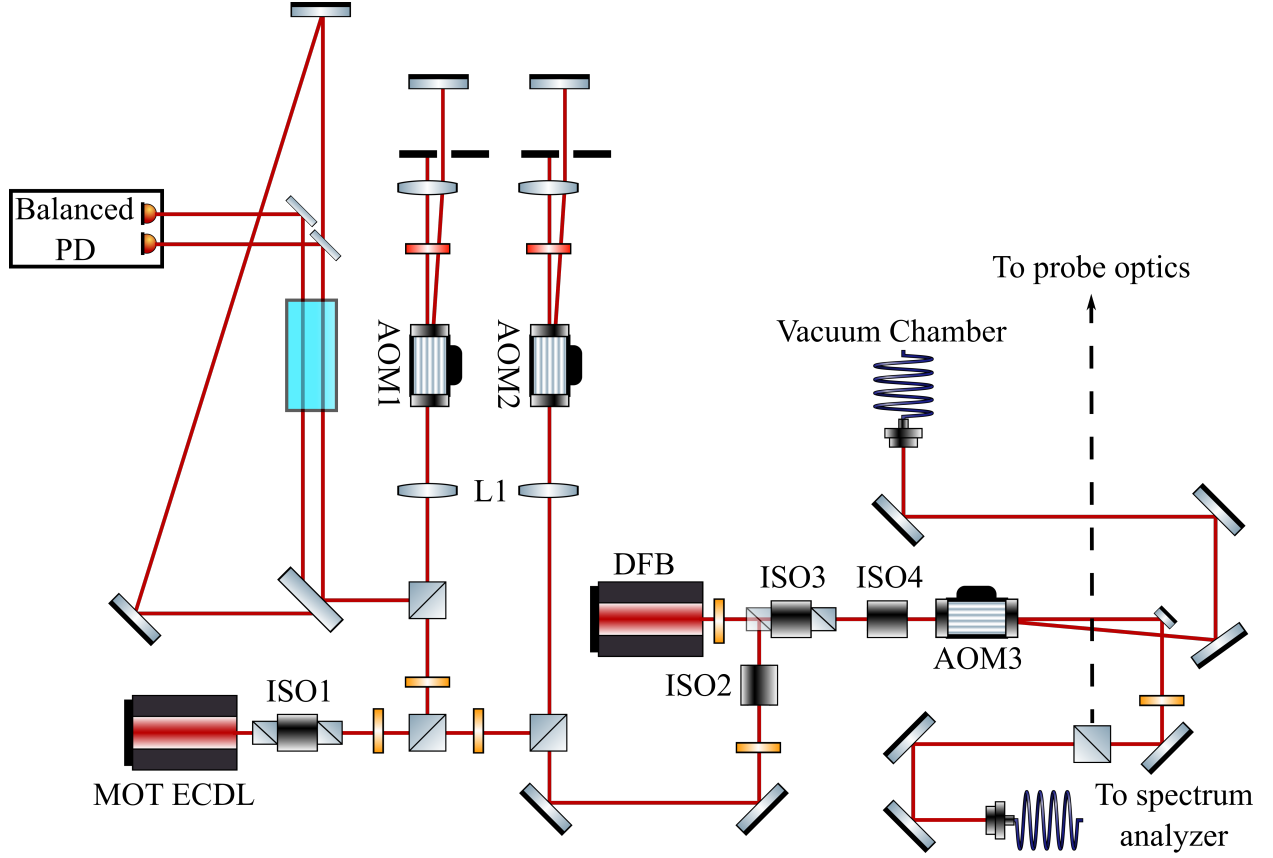 Balanced
PD
AOM1
AOM2
To probe optics
Vacuum Chamber
L1
DFB
ISO3
ISO4
ISO2
AOM3
ISO1
MOT ECDL
To spectrum
analyzer